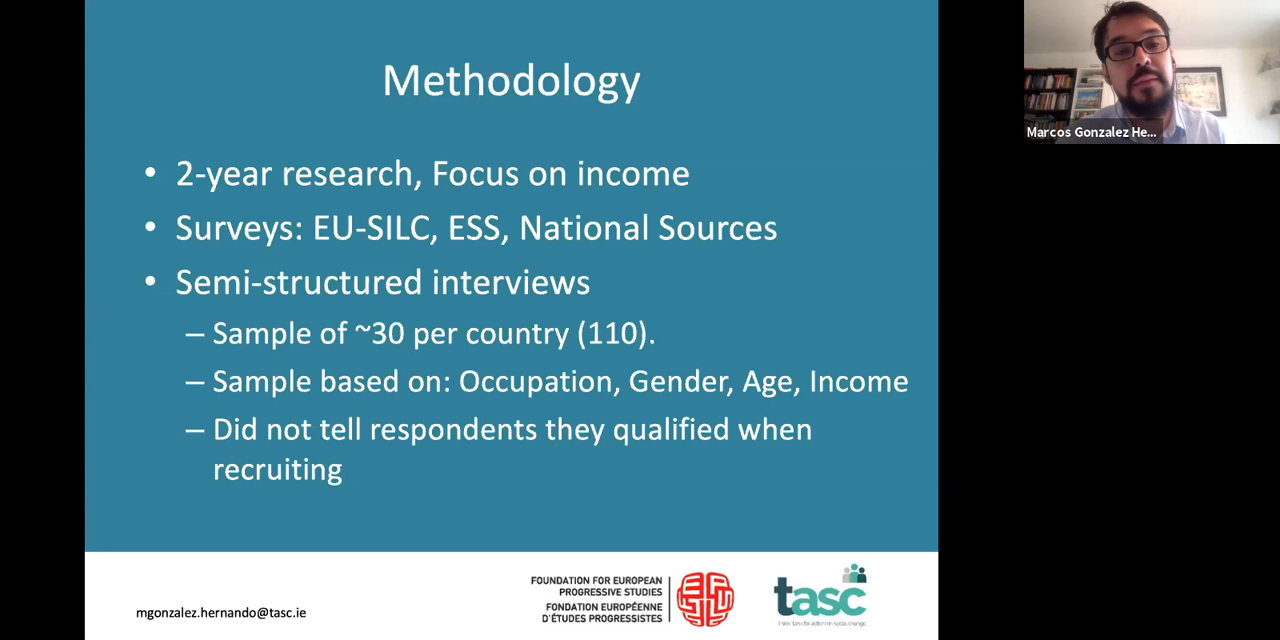 Methodology
• 2-year research, Focus on income
• Surveys: EU-SILC, ESS, National Sources
• Semi-structured interviews
– Sample of ~30 per country (110).
– Sample based on: Occupation, Gender, Age, Income
– Did not tell respondents they qualified when
recruiting
mgonzalez.hernando@tasc.ie
FOUNDATION FOR EUROPEAN
PROGRESSIVE STUDIES
FONDATION EUROPÉENNE
D'ÉTUDES PROGRESSISTES
tasc
Marcos Gonzalez He...